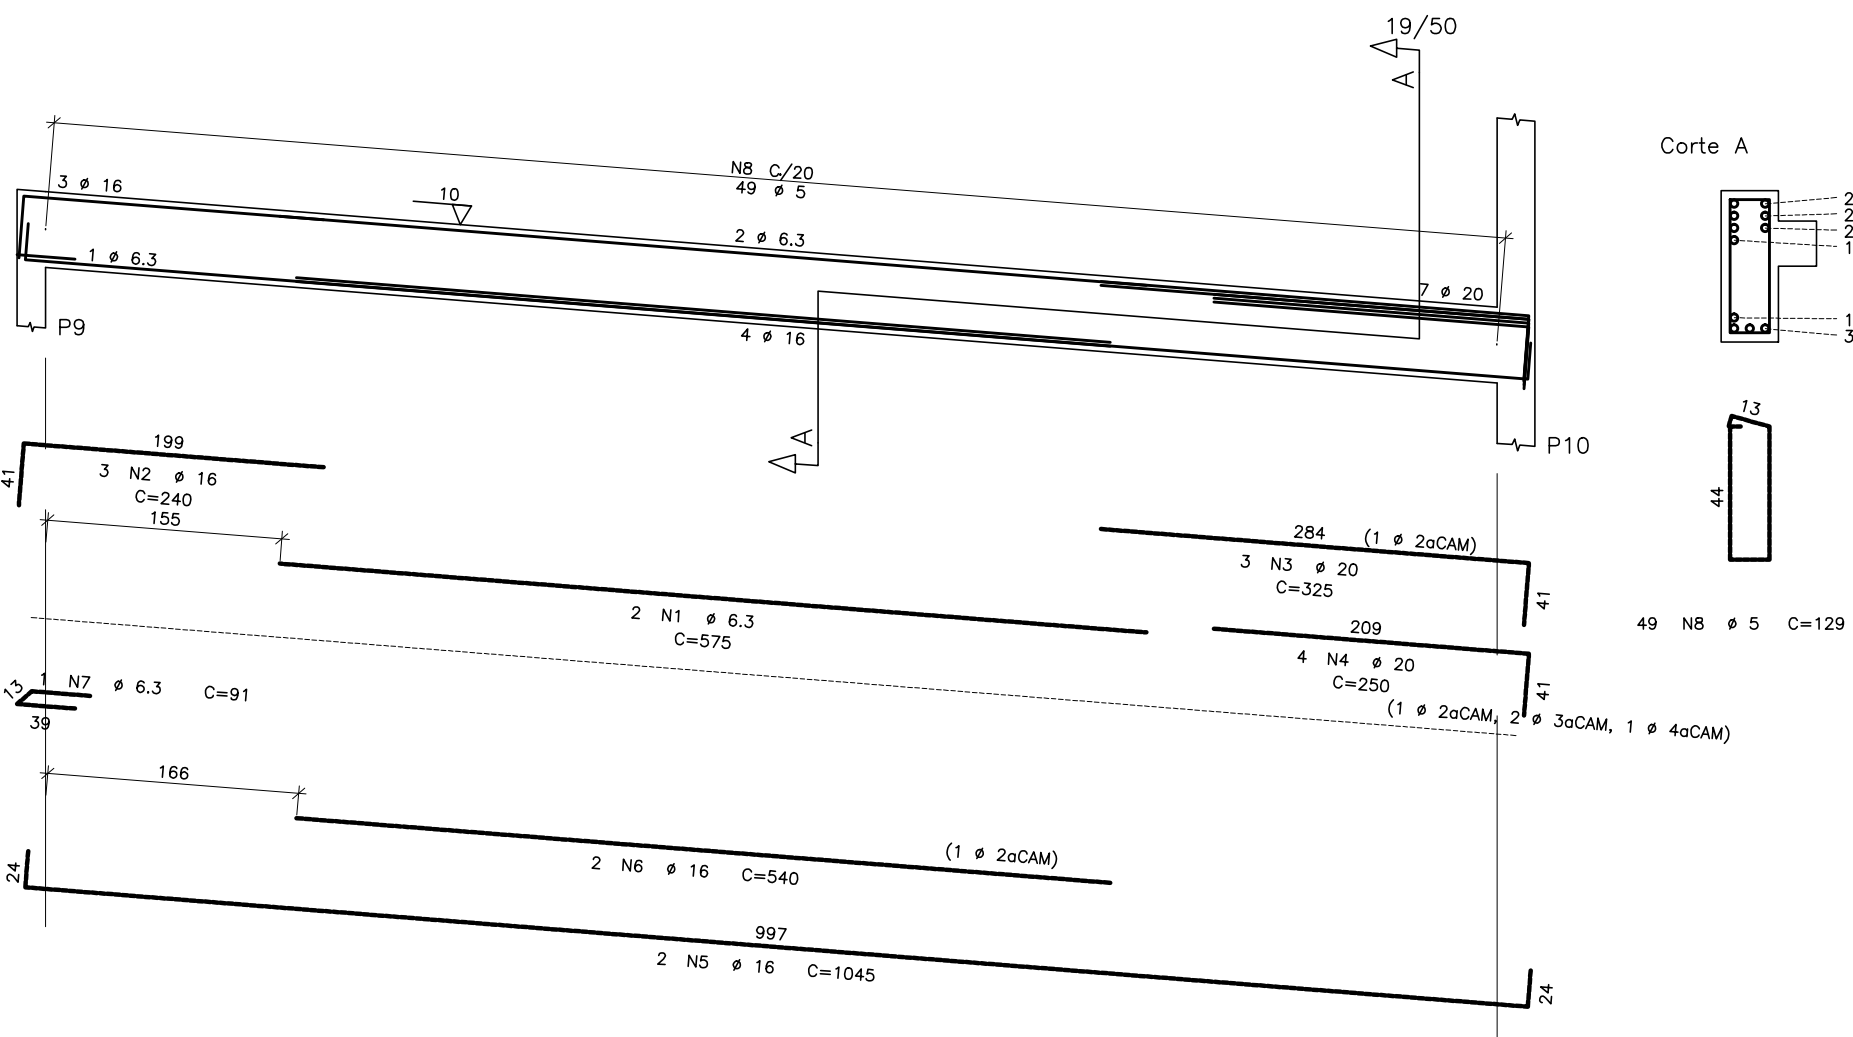 19/50
A
Corte A
N8 C/20
49 ø 5
3 ø 16
10
2 ø 6.3
1 ø 6.3
7 ø 20
P9
4 ø 16
A
P10
2
2
2
1
1
3
13
44
49 N8 ø 5 C=129
199
41
3 N2 ø 16
C=240
155
284 (1 ø 2aCAM)
3 N3 ø 20
C=325
41
2 N1 ø 6.3
C=575
209
4 N4 ø 20
C=250
41
(1 ø 2aCAM, 2 ø 3aCAM, 1 ø 4aCAM)
13
1 N7 ø 6.3 C=91
39
166
(1 ø 2aCAM)
2 N6 ø 16 C=540
24
997
2 N5 ø 16 C=1045
24